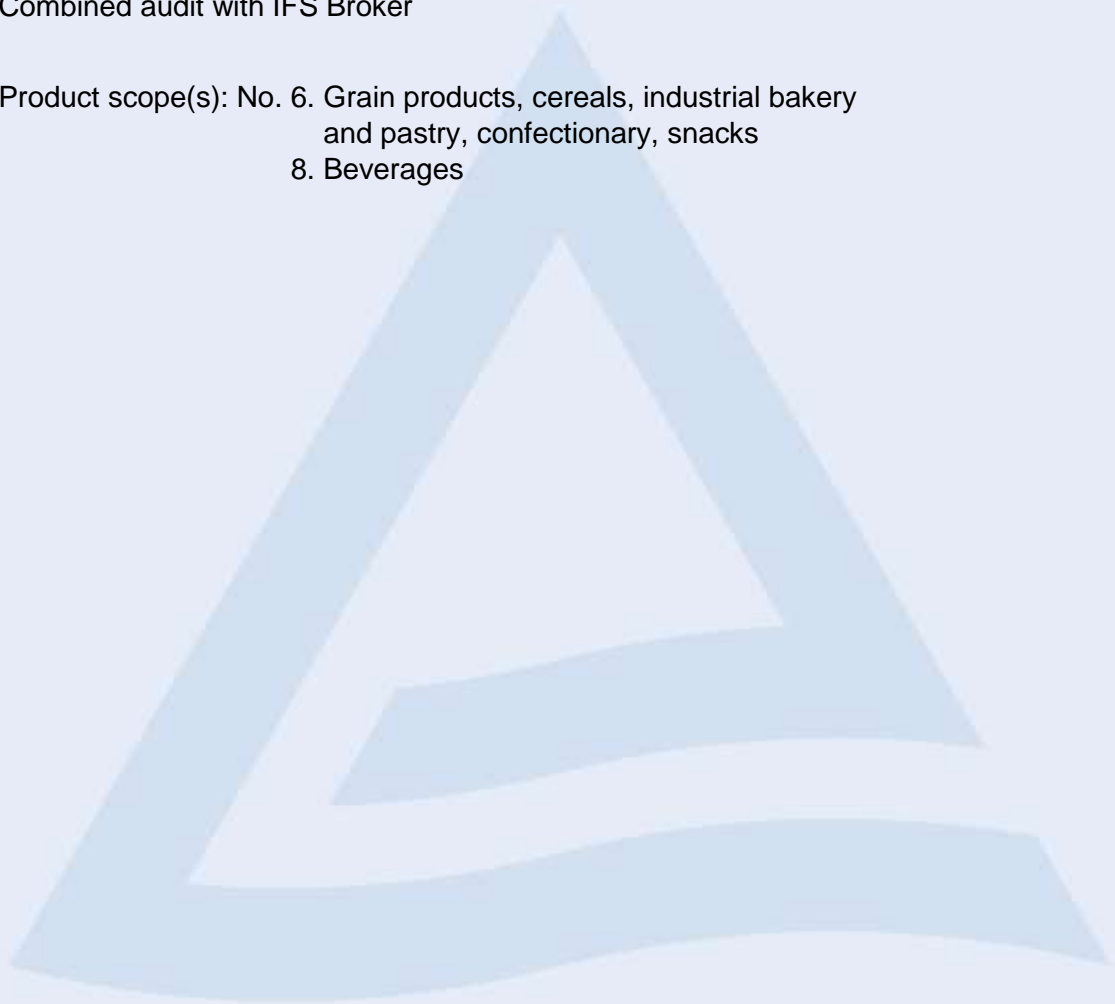 Combined audit with IFS Broker
Product scope(s): No. 6. Grain products, cereals, industrial bakery
and pastry, confectionary, snacks
8. Beverages